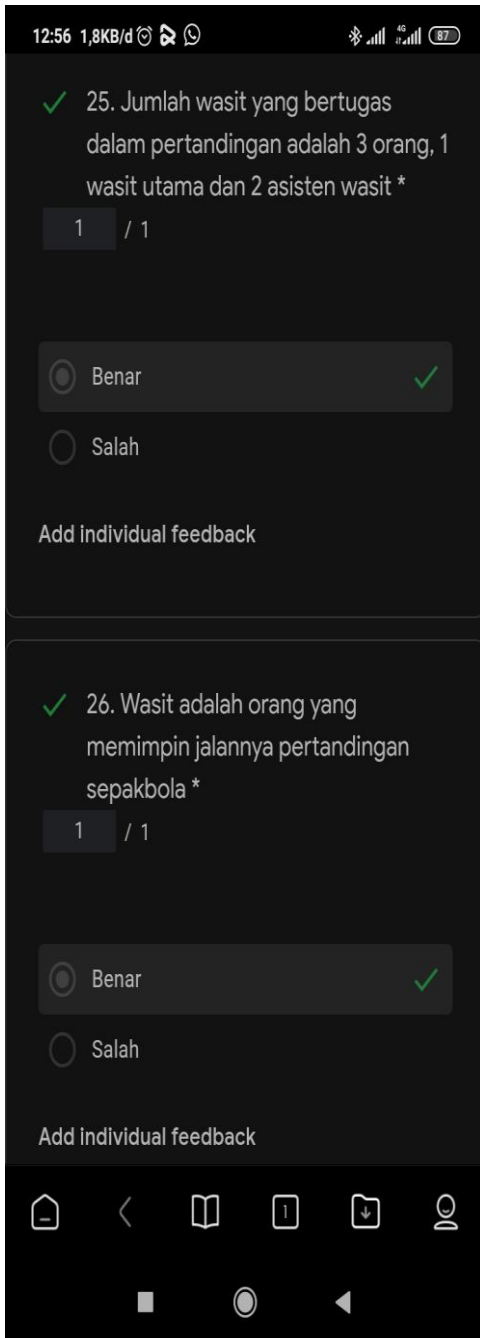 12:56 1,8KB/d 4G 87
25. Jumlah wasit yang bertugas
dalam pertandingan adalah 3 orang, 1
wasit utama dan 2 asisten wasit *
1 / 1
Benar
Salah
Add individual feedback
26. Wasit adalah orang yang
memimpin jalannya pertandingan
sepakbola *
1 / 1
Benar
Salah
Add individual feedback
1